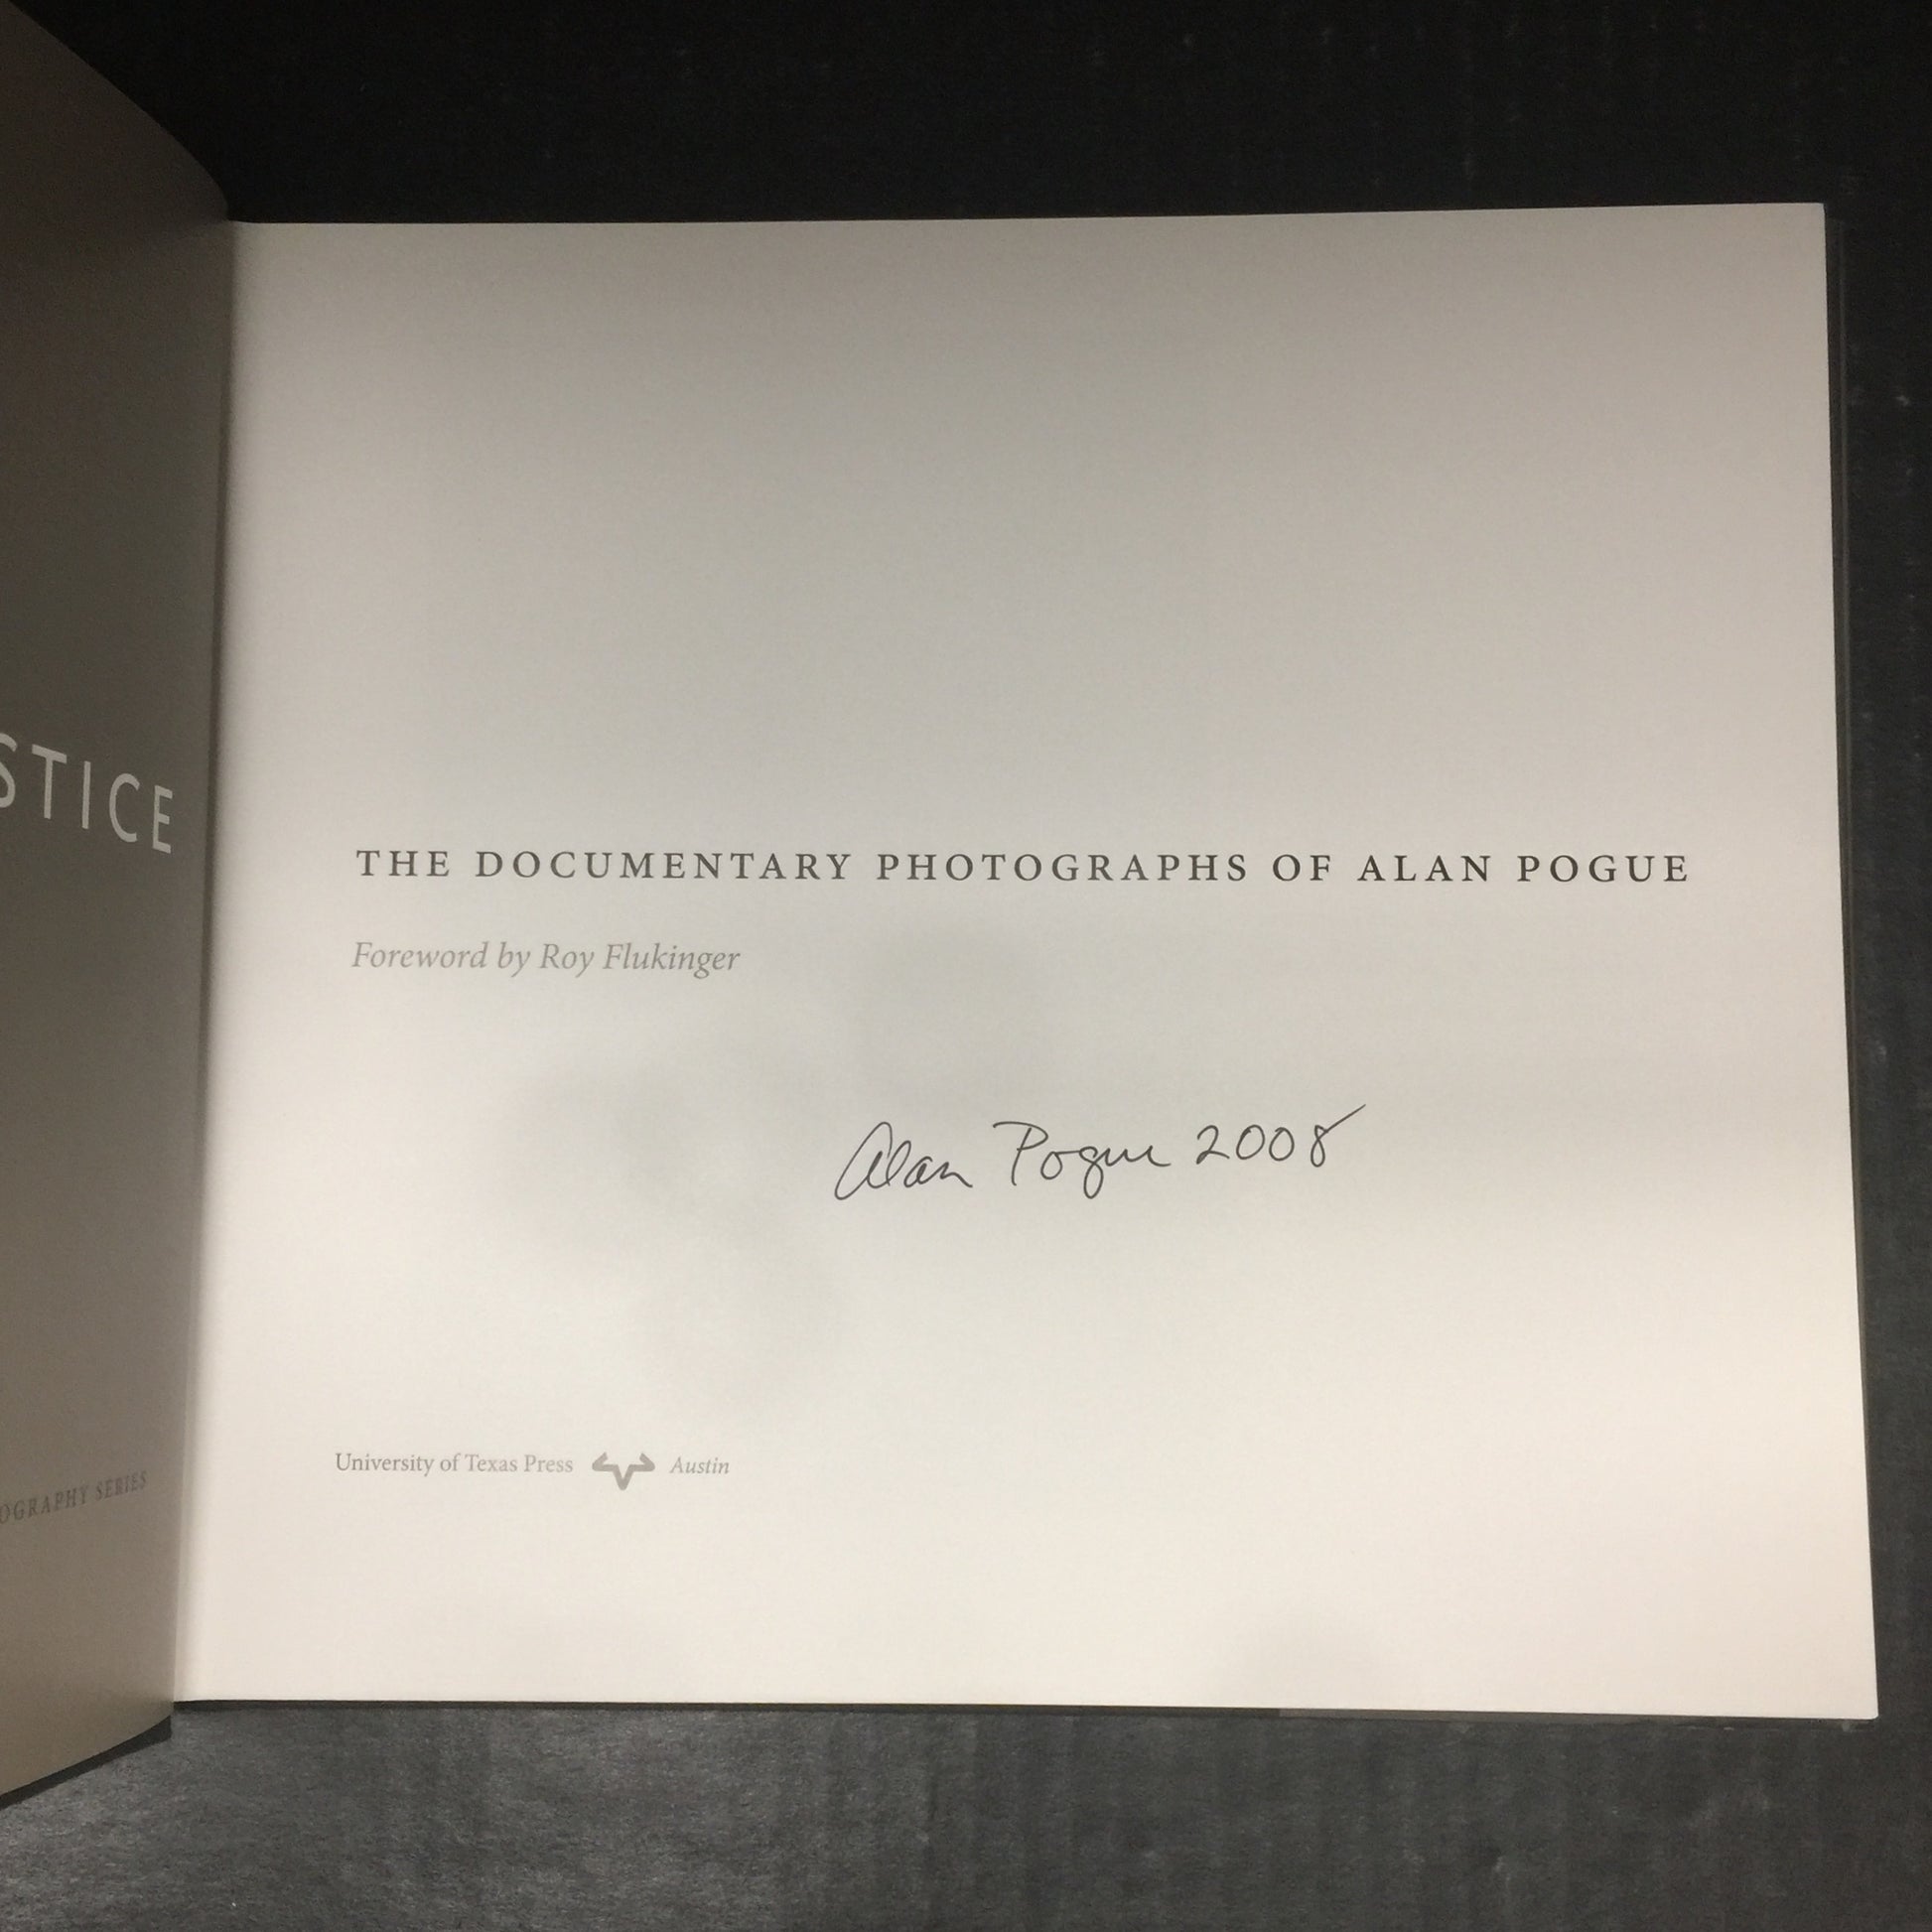 STICE
OGRAPHY SERIES
THE DOCUMENTARY PHOTOGRAPHS OF ALAN POGUE
Foreword by Roy Flukinger
Alan Pogue 2008
University of Texas Press Austin